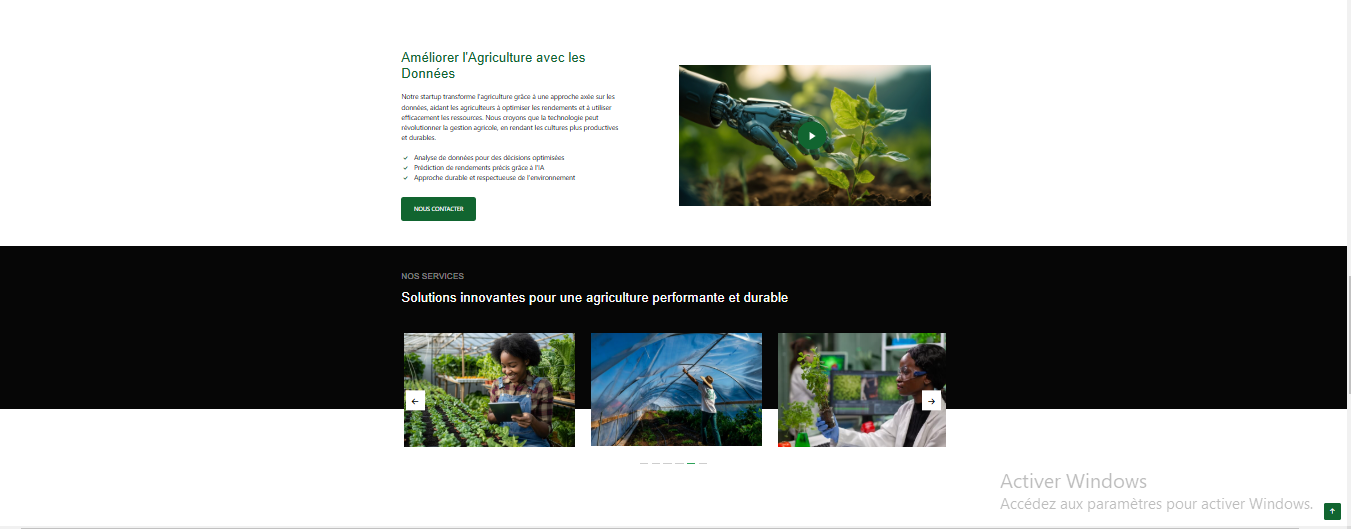 Améliorer l'Agriculture avec les
Données
Notre startup transforme l'agriculture grâce à une approche axée sur les
données, aidant les agriculteurs à optimiser les rendements et à utiliser
efficacement les ressources. Nous croyons que la technologie peut
révolutionner la gestion agricole, en rendant les cultures plus productives
et durables.
Analyse de données pour des décisions optimisées
Prédiction de rendements précis grâce à l'IA
Approche durable et respectueuse de l'environnement
NOUS CONTACTER
NOS SERVICES
Solutions innovantes pour une agriculture performante et durable
Activer Windows
Accédez aux paramètres pour activer Windows.